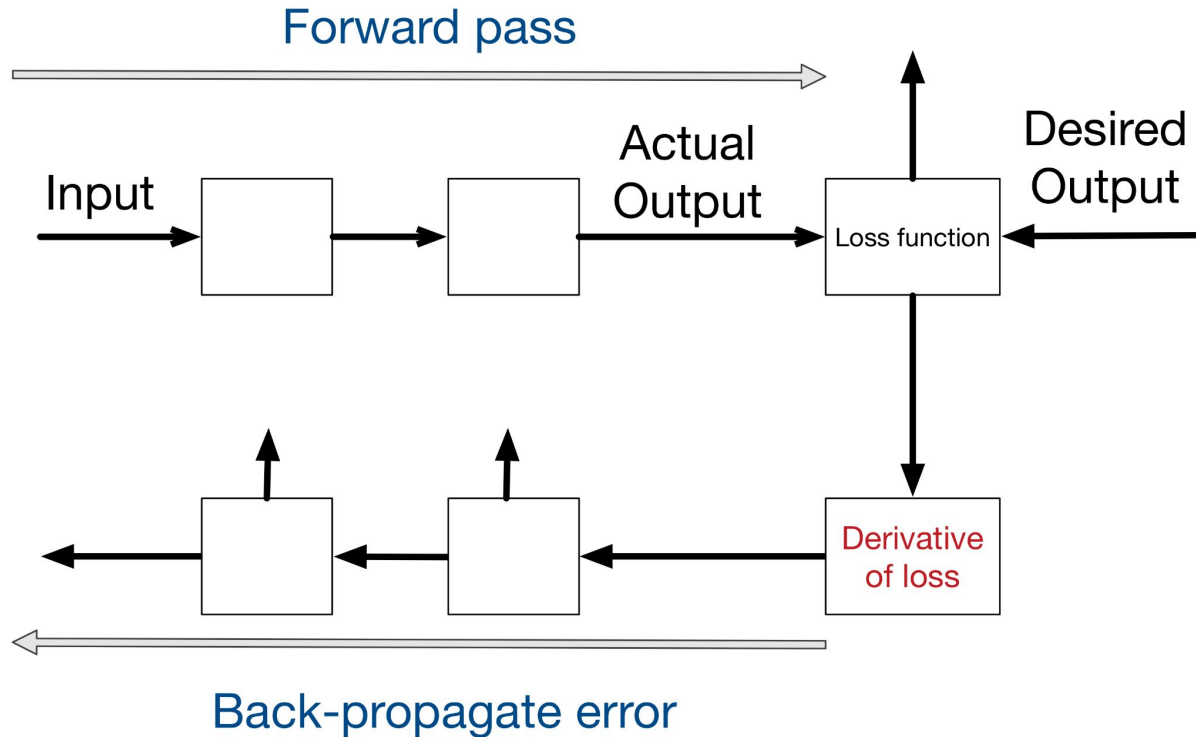 Forward pass
Input
Actual
Output
Desired
Output
Loss function
Derivative
of loss
Back-propagate error